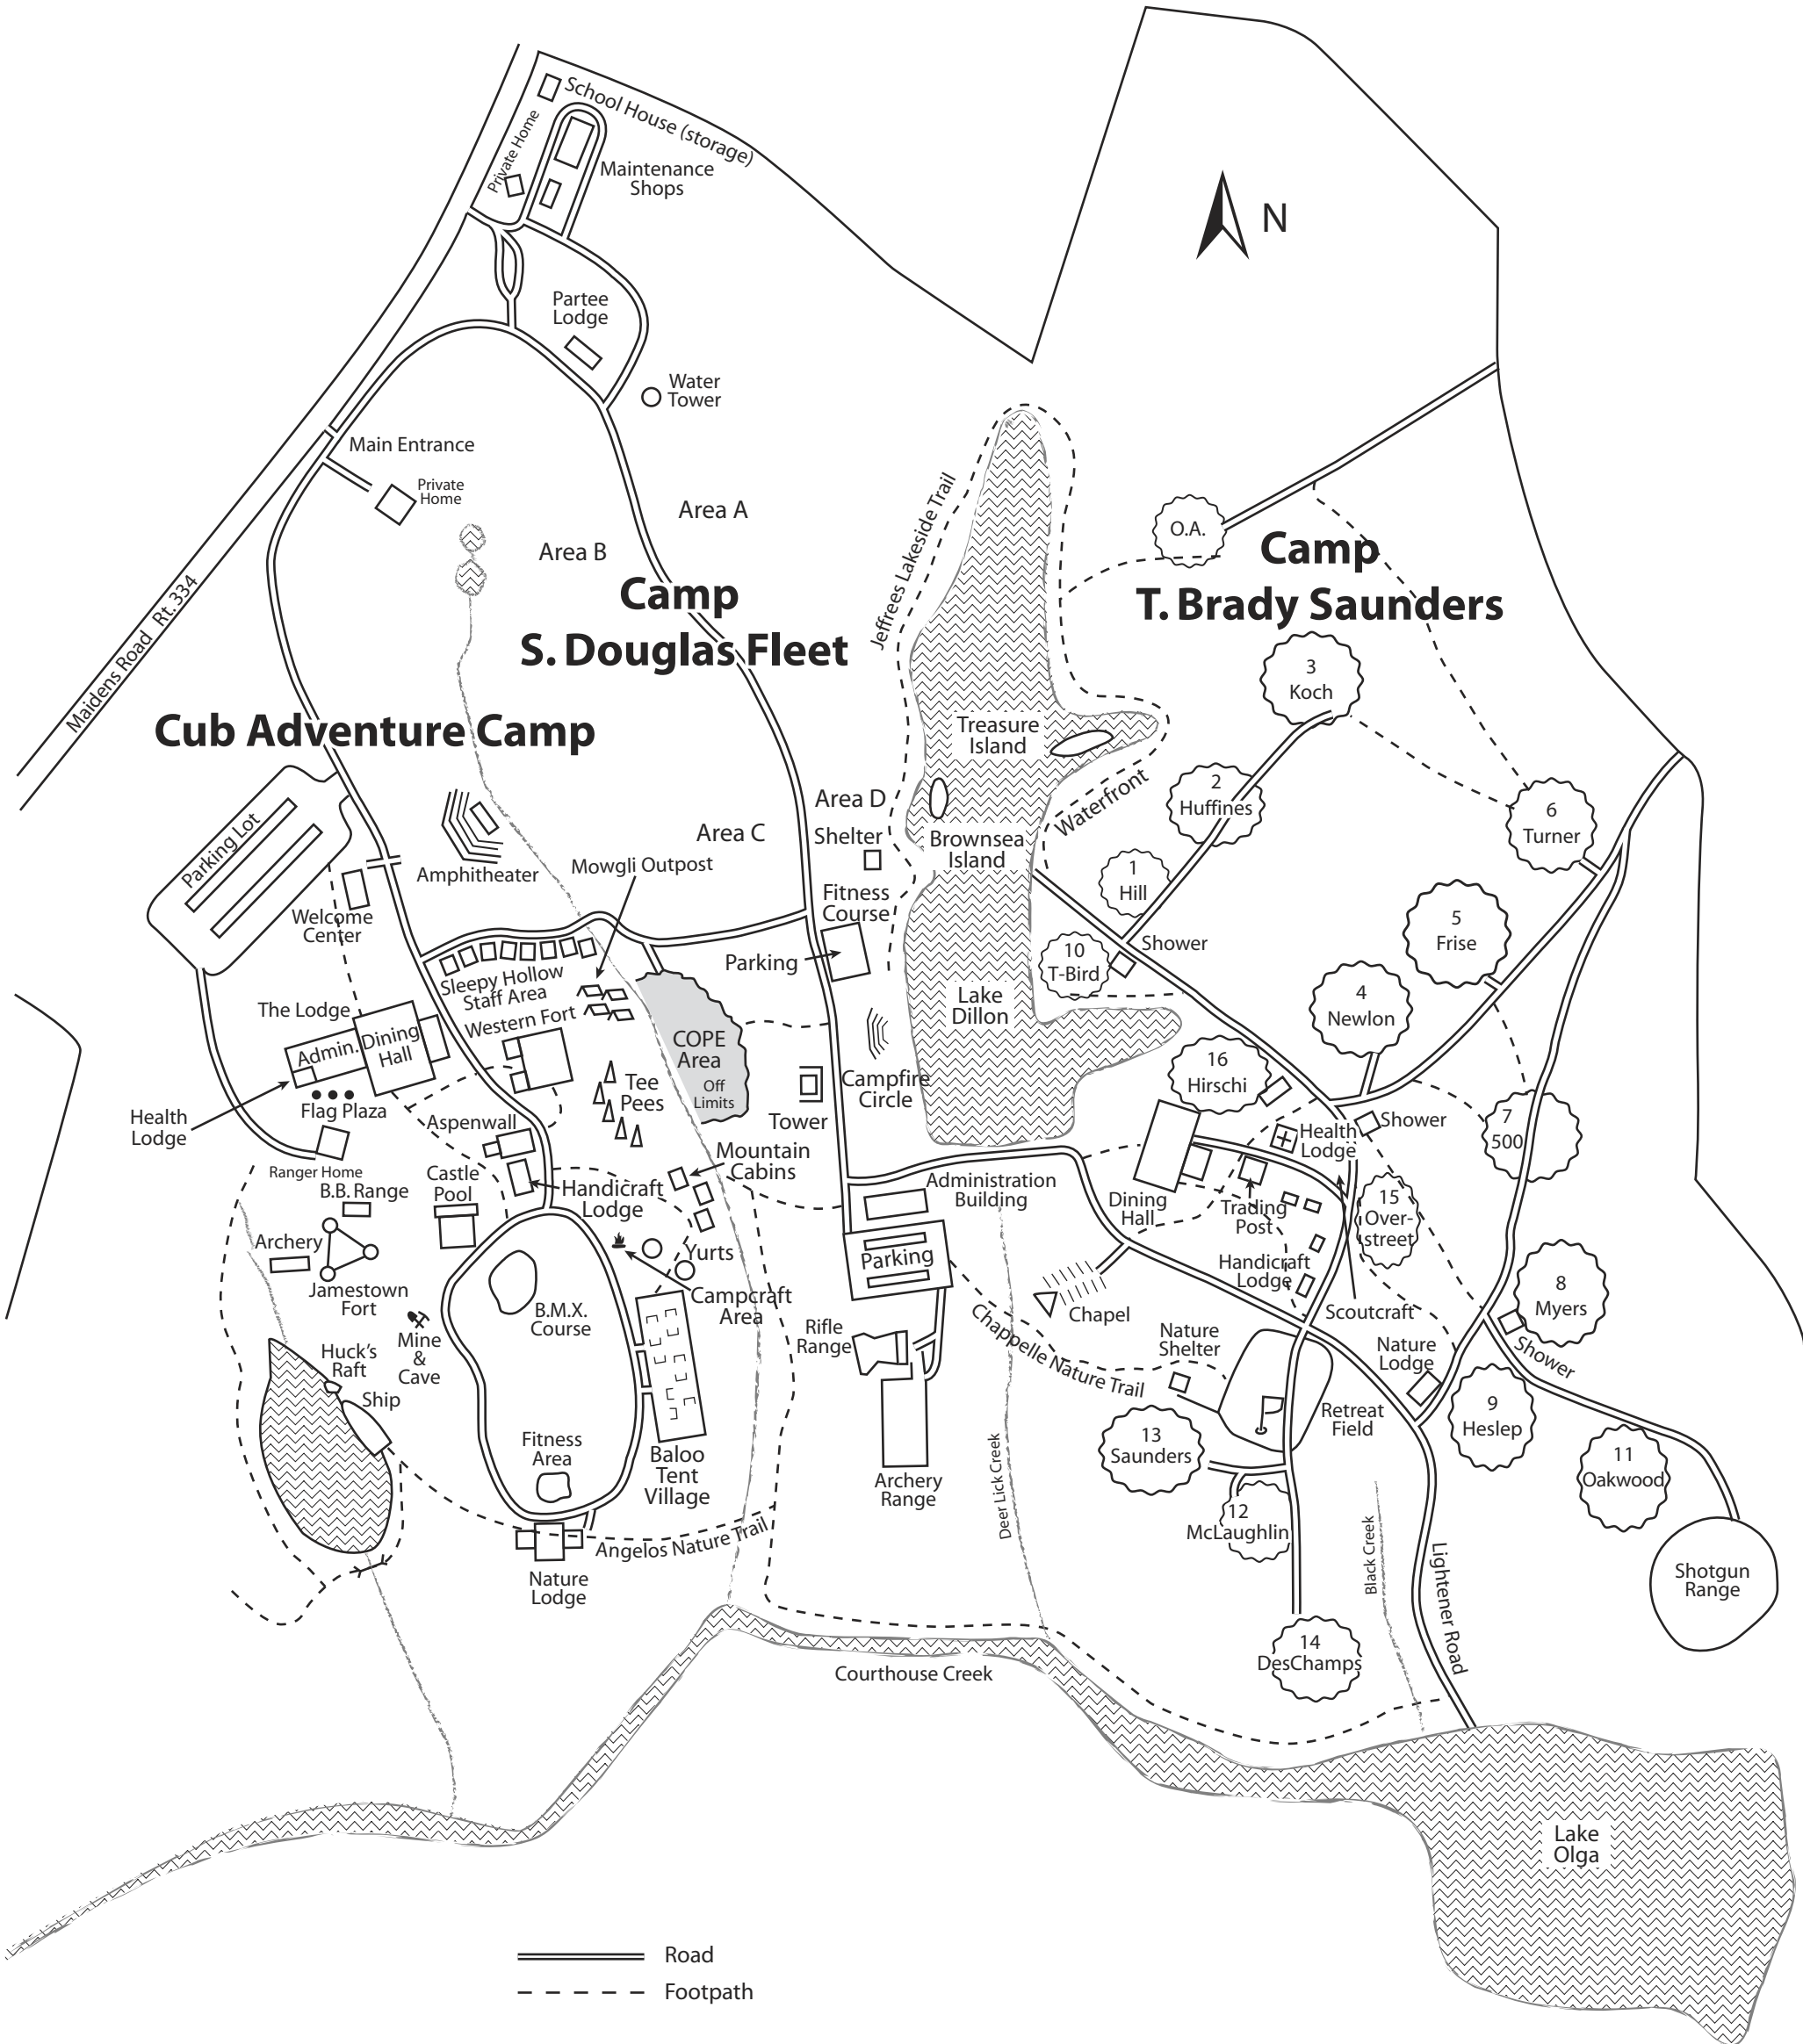 School House (storage)
Private Home
Maintenance
Shops
N
Partee
Lodge
Water
Tower
Main Entrance
Private
Home
Area A
Area B
Jeffrees Lakeside Trail
O.A.
Camp
S. Douglas Fleet
Camp
T. Brady Saunders
Maidens Road Rt. 334
3
Koch
Cub Adventure Camp
Treasure
Island
Waterfront
2
Huffines
6
Turner
Area D
Area C
Shelter
Brownsea
Island
Parking Lot
Amphitheater
Mowgli Outpost
1
Hill
Welcome
Center
Fitness
Course
5
Frise
Shower
10
T-Bird
Parking
Sleepy Hollow
Staff Area
4
Newlon
The Lodge
Western Fort
Lake
Dillon
Admin.
Dining
Hall
COPE
Area
Off
Limits
16
Hirschi
Tee
Pees
Campfire
Circle
Flag Plaza
Health
Lodge
Aspenwall
Tower
Shower
Health
Lodge
7
500
Mountain
Cabins
Ranger Home
B.B. Range
Castle
Pool
Handicraft
Lodge
Administration
Building
Dining
Hall
Trading
Post
15
Over-
street
Archery
Yurts
Parking
Handicraft
Lodge
8
Myers
Jamestown
Fort
Campcraft
Area
B.M.X.
Course
Chapel
Scoutcraft
Mine
&
Cave
Rifle
Range
Chappelle Nature Trail
Nature
Shelter
Nature
Lodge
Shower
Huck's
Raft
Ship
9
Heslep
Retreat
Field
13
Saunders
11
Oakwood
Fitness
Area
Baloo
Tent
Village
Archery
Range
Deer Lick Creek
12
McLaughlin
Angelos Nature Trail
Black Creek
Lightener Road
Shotgun
Range
Nature
Lodge
14
DesChamps
Courthouse Creek
Lake
Olga
Road
Footpath